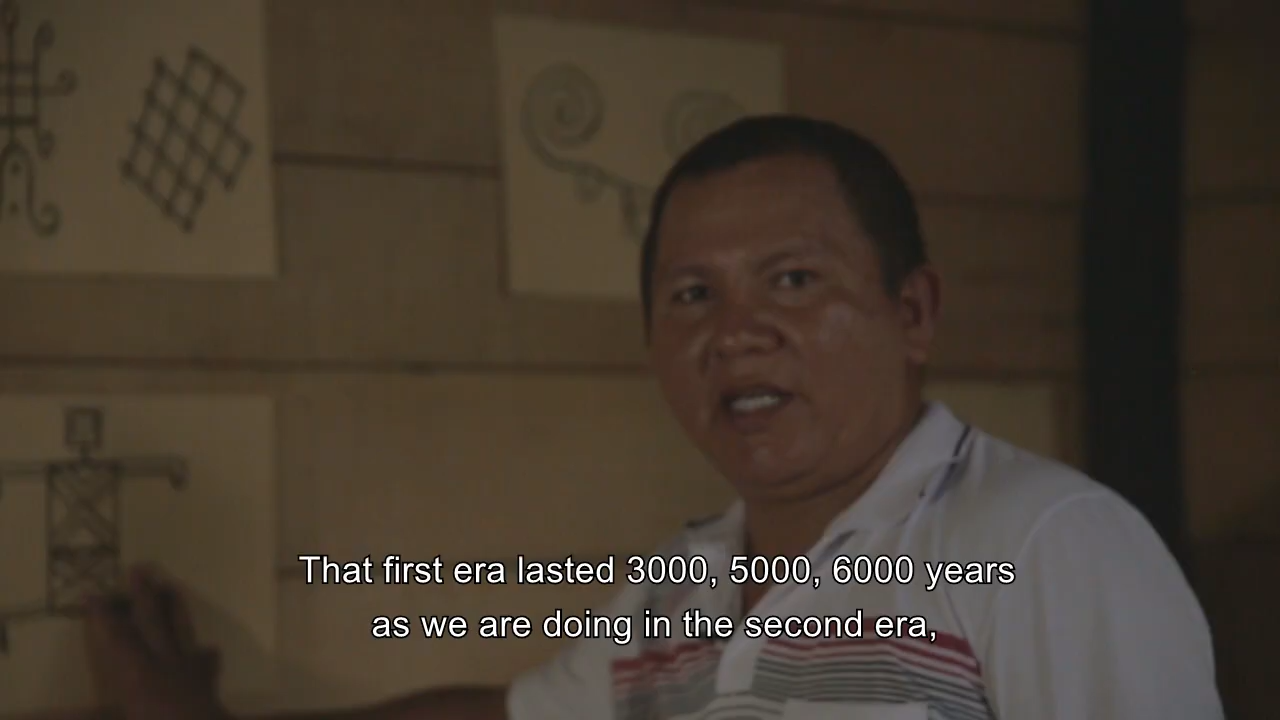 That first era lasted 3000, 5000, 6000 years
as we are doing in the second era,